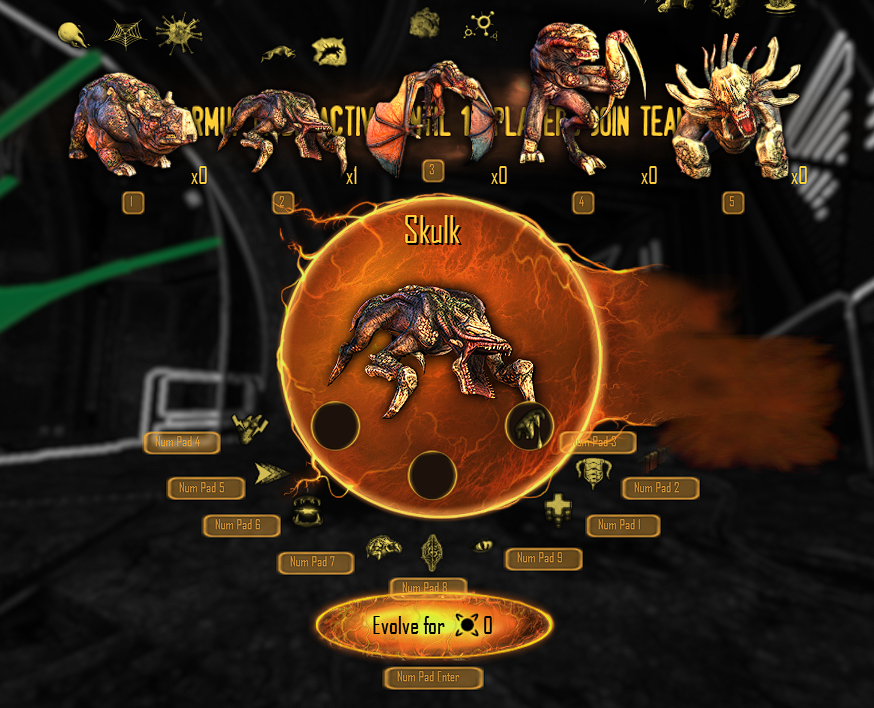 ACTIV
x0
x1
x0
x0
x0
1
2
3
4
5
Skulk
Num Pad 4
Num Pad 3
Num Pad 5
Num Pad 2
Num Pad 6
Num Pad 1
Num Pad 7
Num Pad 9
Num Pad 8
Evolve for 0
Num Pad Enter